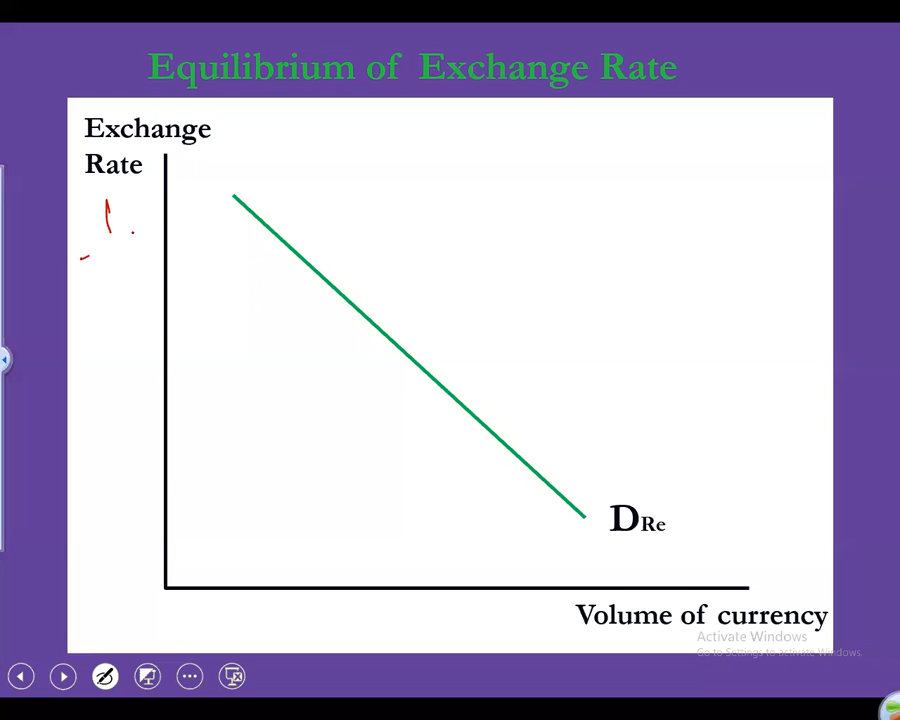 Equilibrium of Exchange Rate
Exchange
Rate
DRe
Volume of currency
Activate Windows
Go to Settings to activate Windows.